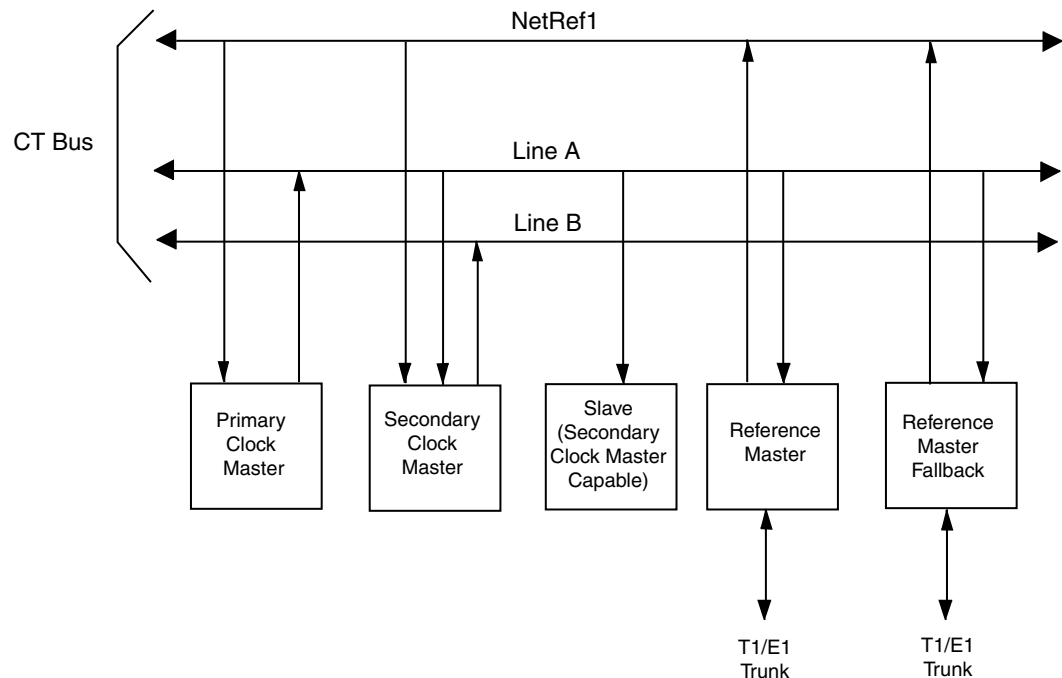 NetRef1
CT Bus
Line A
Line B
Primary
Clock
Master
Secondary
Clock
Master
Slave
(Secondary
Clock Master
Capable)
Reference
Master
Reference
Master
Fallback
T1/E1
Trunk
T1/E1
Trunk